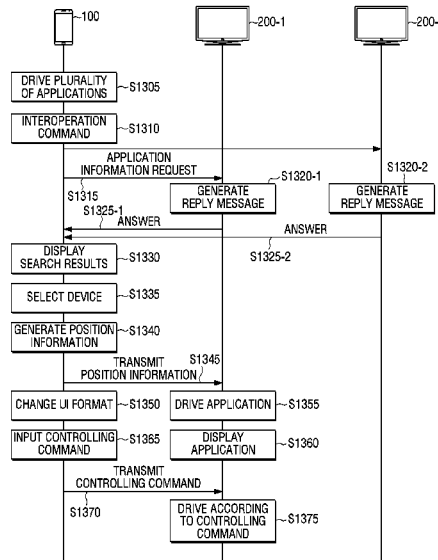 100
200-1
200-
DRIVE PLURALITY
OF APPLICATIONS
S1305
INTEROPERATION
COMMAND
S1310
APPLICATION
INFORMATION REQUEST
S1315
S1320-1
GENERATE
REPLY MESSAGE
S1320-2
GENERATE
REPLY MESSAGE
S1325-1
ANSWER
ANSWER
S1325-2
DISPLAY
SEARCH RESULTS
S1330
SELECT DEVICE
S1335
GENERATE POSITION
INFORMATION
S1340
TRANSMIT
POSITION INFORMATION
S1345
CHANGE UI FORMAT
S1350
DRIVE APPLICATION
S1355
INPUT CONTROLLING
COMMAND
S1365
DISPLAY
APPLICATION
S1360
TRANSMIT
CONTROLLING COMMAND
S1370
DRIVE ACCORDING
TO CONTROLLING
COMMAND
S1375